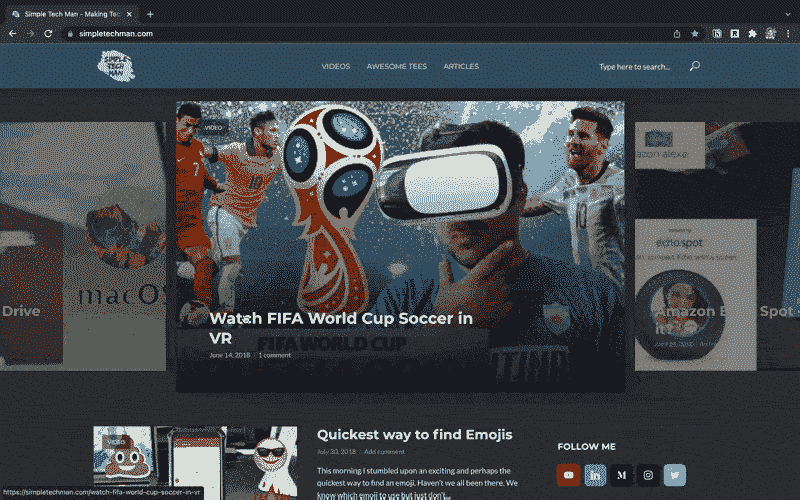 Simple Tech Man - Making Tec
simpletechman.com
SIMPLE
TECH
MAN
VIDEOS
AWESOME TEES
ARTICLES
Type here to search...
VIDEO
7
10
10
Drive
macOS
Watch FIFA World Cup Soccer in
VR
June 14, 2018
1 comment
FIFA WORLD CUP
amazon alexa
echo spot
Amazon E
Spot
it?
VIDEO
Quickest way to find Emojis
July 30, 2018
Add comment
This morning I stumbled upon an exciting and perhaps the
quickest way to find an emoji. Haven't we all been there. We
know which emoji to use but just don't...
FOLLOW ME
https://simpletechman.com/watch-fifa-world-cup-soccer-in-vr